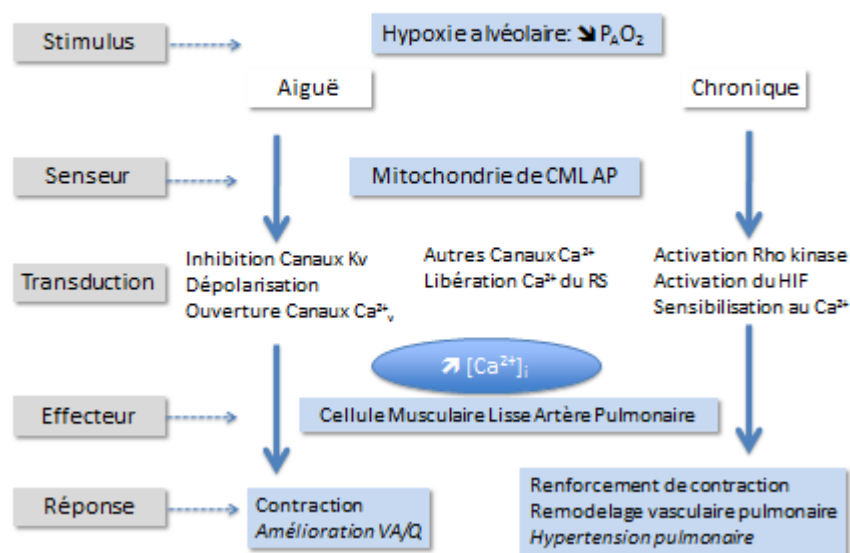 Stimulus
Hypoxie alvéolaire: ↘ PAO₂
Aiguë
Chronique
Senseur
Mitochondrie de CML AP
Transduction
Inhibition Canaux Kv
Dépolarisation
Ouverture Canaux Ca²⁺ᵥ
Autres Canaux Ca²⁺
Libération Ca²⁺ du RS
Activation Rho kinase
Activation du HIF
Sensibilisation au Ca²⁺
↗ [Ca²⁺]ᵢ
Effecteur
Cellule Musculaire Lisse Artère Pulmonaire
Réponse
Contraction
Amélioration VA/Q
Renforcement de contraction
Remodelage vasculaire pulmonaire
Hypertension pulmonaire